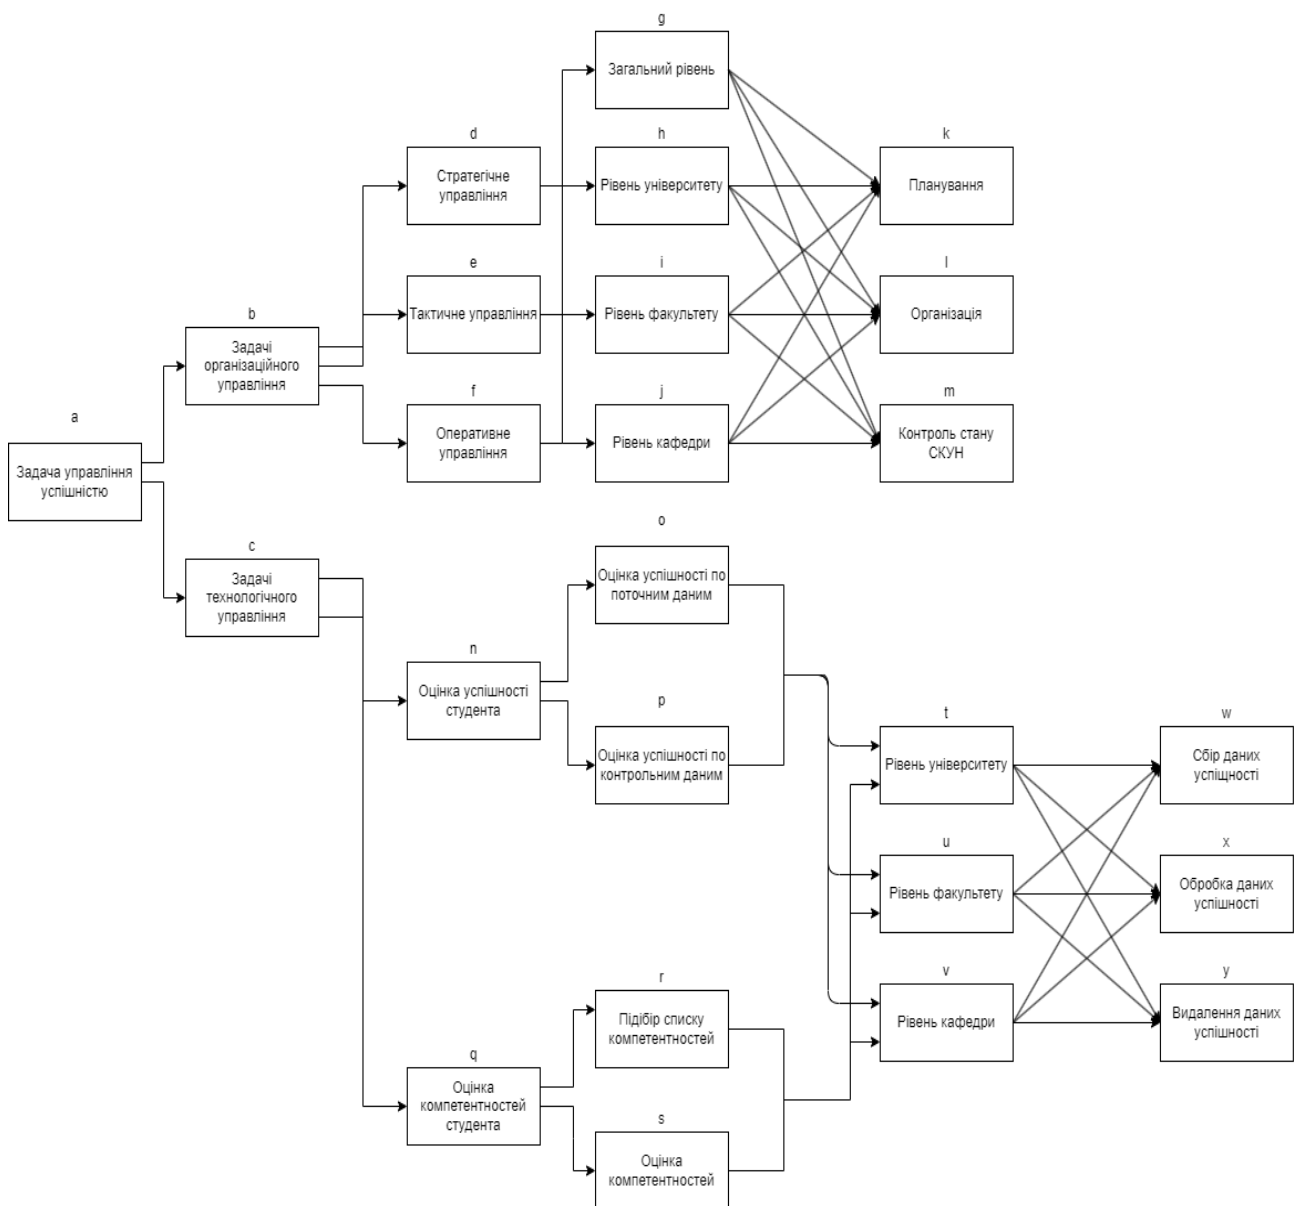 g
Загальний рівень
d
h
k
Стратегічне
управління
Рівень університету
Планування
e
i
l
Тактичне управління
Рівень факультету
Організація
b
Задачі
організаційного
управління
f
j
m
Оперативне
управління
Рівень кафедри
Контроль стану
СКУН
a
Задача управління
успішністю
c
Задачі
технологічного
управління
o
Оцінка успішності по
поточним даним
n
Оцінка успішності
студента
p
Оцінка успішності по
контрольним даним
t
Рівень університету
w
Сбір даних
успіщності
u
Рівень факультету
x
Обробка даних
успішності
v
Рівень кафедри
y
Видалення даних
успішності
r
Підібір списку
компетентностей
q
Оцінка
компетентностей
студента
s
Оцінка
компетентностей